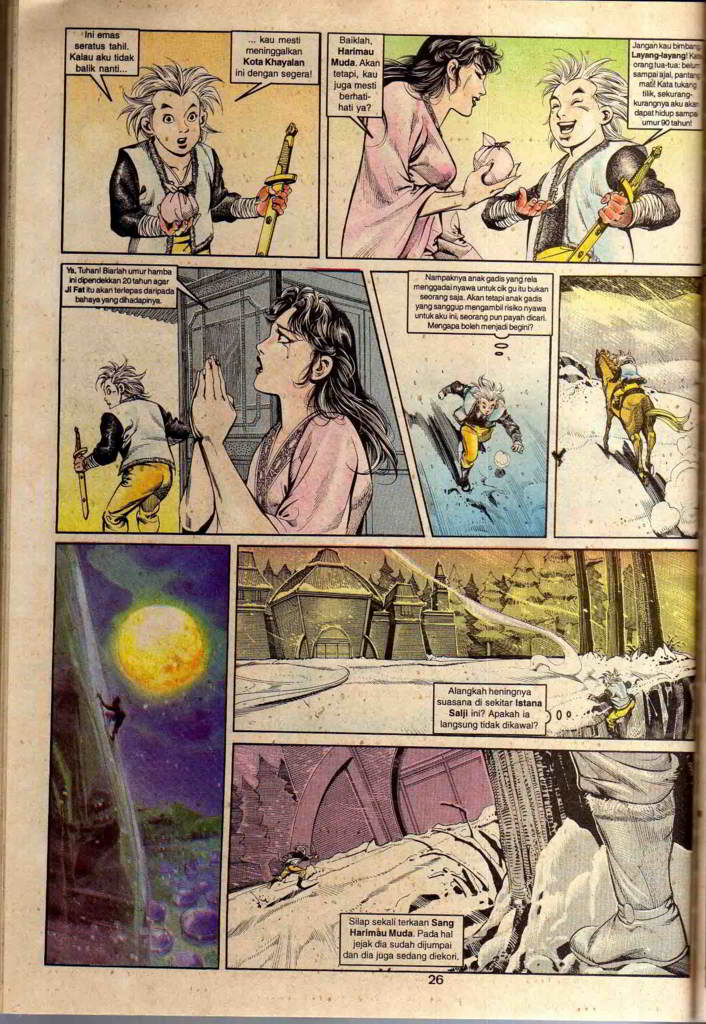 Ini emas
seratus tahil.
Kalau aku tidak
balik nanti...
... kau mesti
meninggalkan
Kota Khayalan
ini dengan segera!
Baiklah,
Harimau
Muda. Akan
tetapi, kau
juga mesti
berhati-
hati ya?
Jangan kau bimbang
Layang-layang! Kata
orang tua-tua: belum
sampai ajal, pantang
mati! Kata tukang
tilik, sekurang-
kurangnya aku akan
dapat hidup sampai
umur 90 tahun!
Ya, Tuhan! Biarlah umur hamba
ini dipendekkan 20 tahun agar
Ji Fat itu akan terlepas daripada
bahaya yang dihadapinya.
Nampaknya anak gadis yang rela
menggadai nyawa untuk cik gu itu bukan
seorang saja. Akan tetapi anak gadis
yang sanggup mengambil risiko nyawa
untuk aku ini, seorang pun payah dicari.
Mengapa boleh menjadi begini?
Alangkah heningnya
suasana di sekitar Istana
Salji ini? Apakah ia
langsung tidak dikawal?
Silap sekali terkaan Sang
Harimau Muda. Pada hal
jejak dia sudah dijumpai
dan dia juga sedang diekori.
26